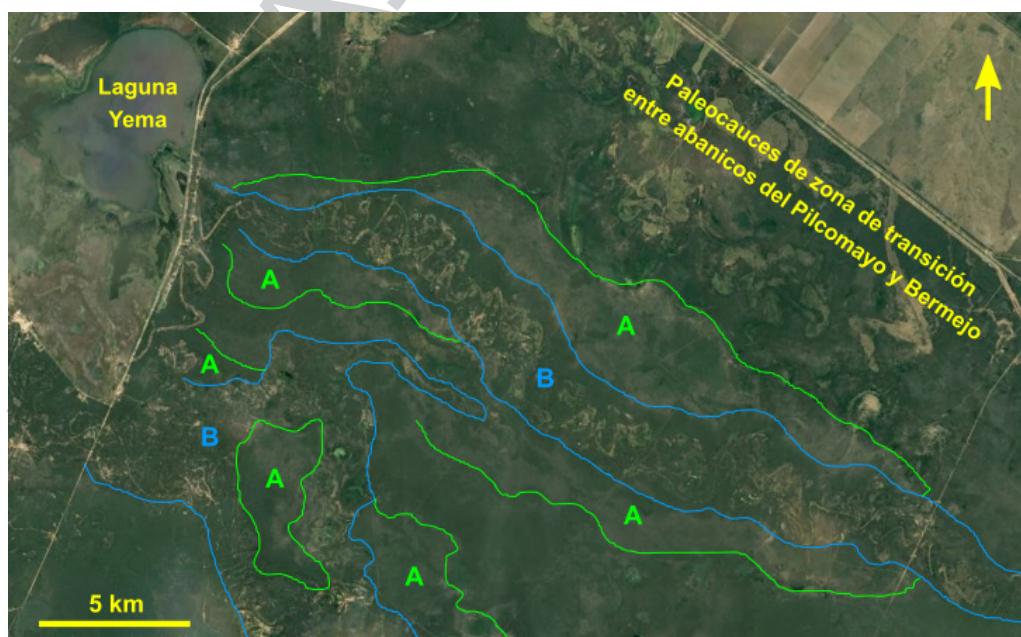 Laguna
Yema
Paleocauces de zona de transición
entre abanicos del Pilcomayo y Bermejo
A
A
A
B
B
A
A
A
5 km